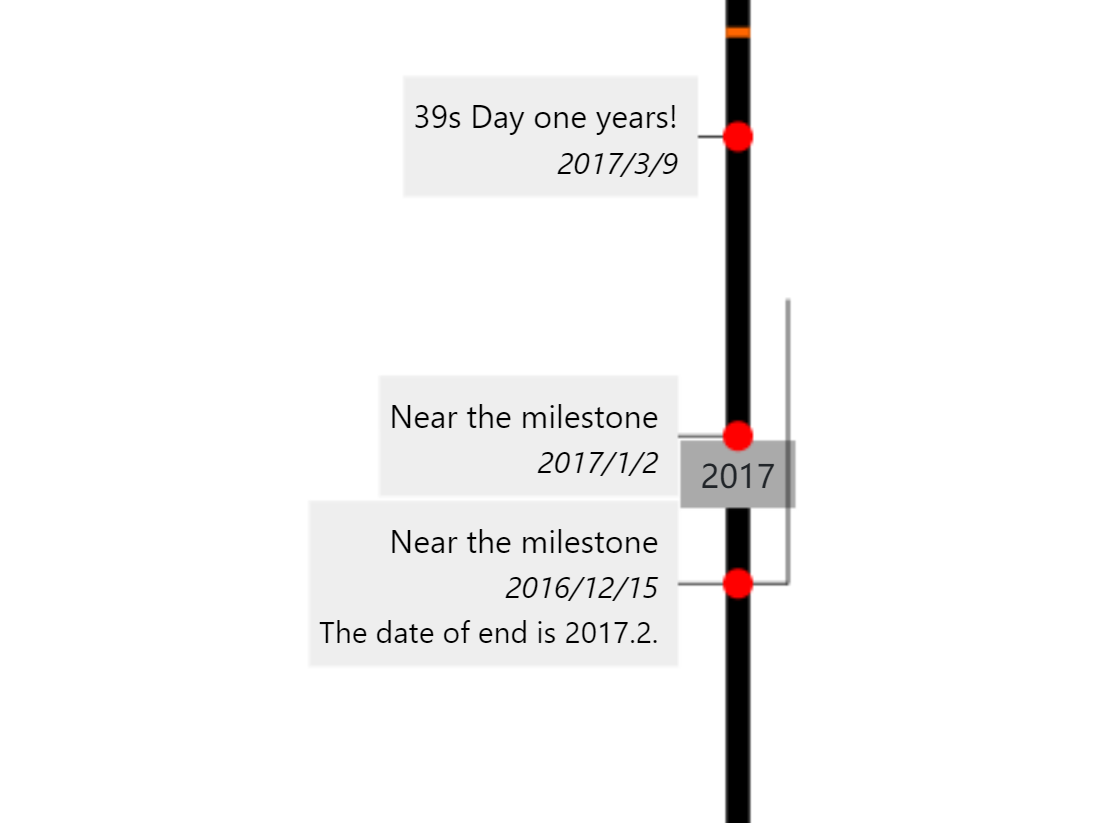 39s Day one years!
2017/3/9
Near the milestone
2017/1/2
2017
Near the milestone
2016/12/15
The date of end is 2017.2.